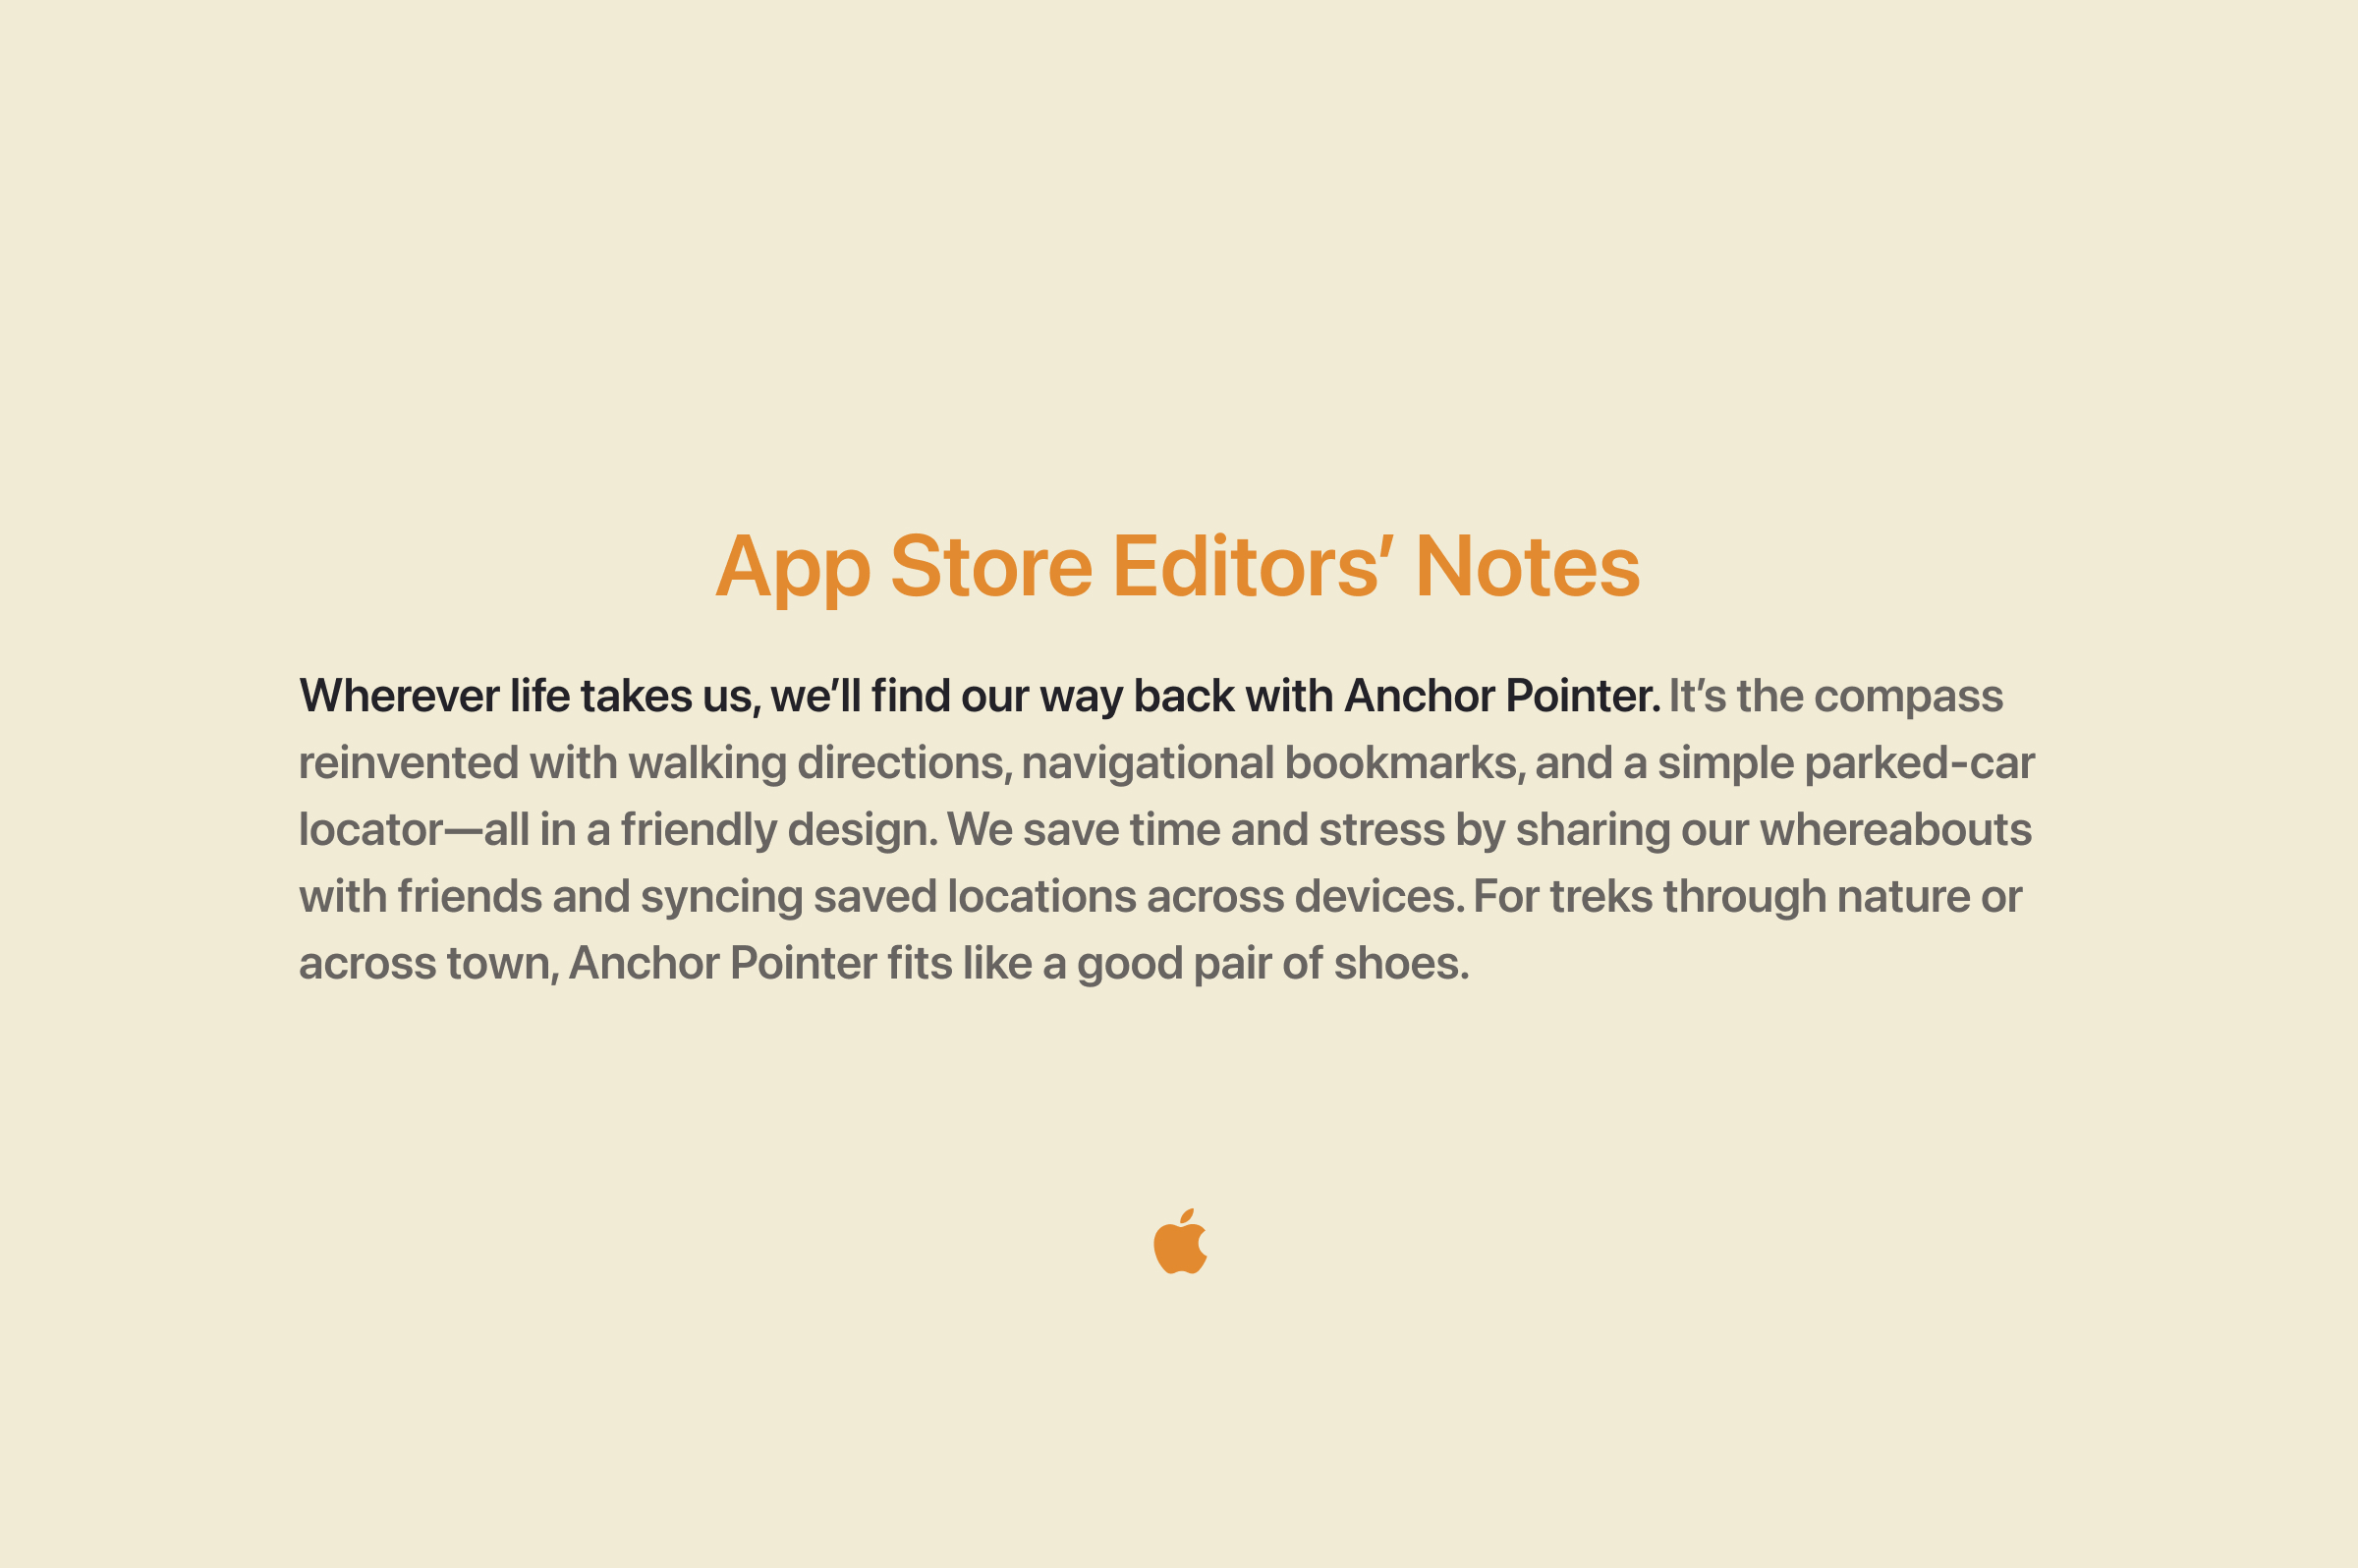 App Store Editors’ Notes
Wherever life takes us, we’ll find our way back with Anchor Pointer. It’s the compass
reinvented with walking directions, navigational bookmarks, and a simple parked-car
locator—all in a friendly design. We save time and stress by sharing our whereabouts
with friends and syncing saved locations across devices. For treks through nature or
across town, Anchor Pointer fits like a good pair of shoes.